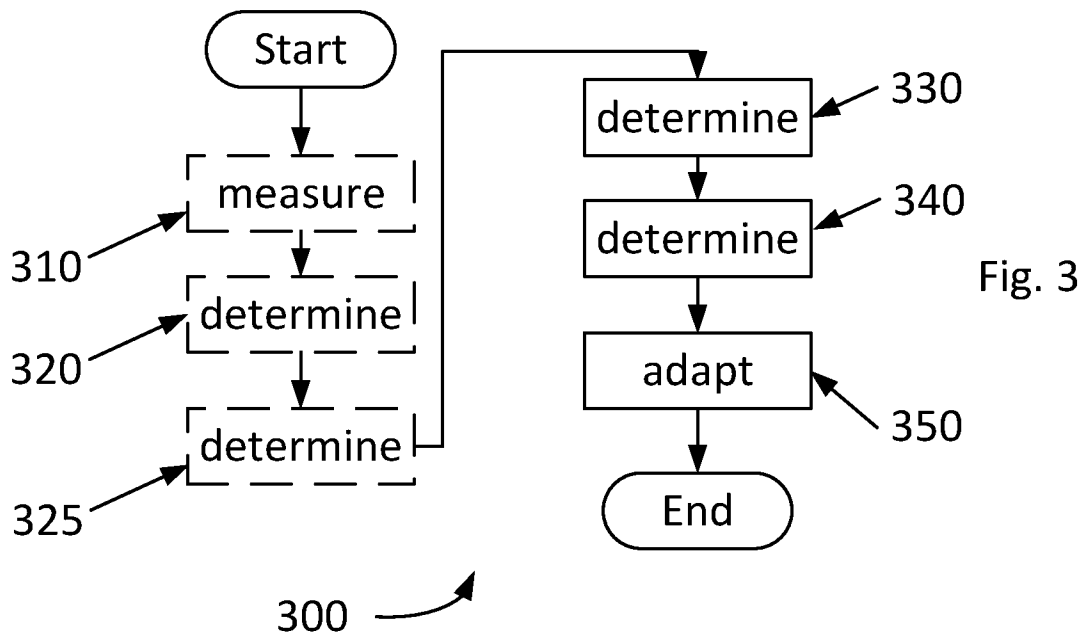 Start
measure
310
determine
320
determine
325
determine
330
determine
340
adapt
350
End
Fig. 3
300